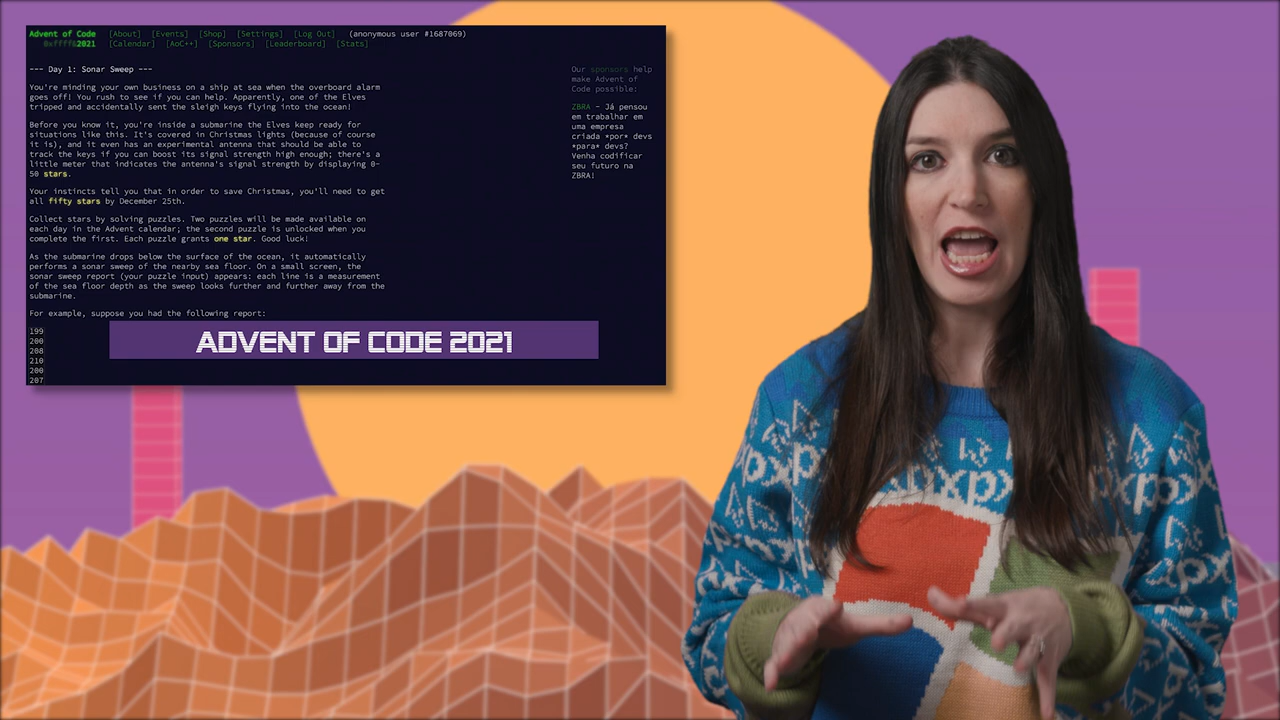 Advent of Code [About] [Events] [Shop] [Settings] [Log Out] (anonymous user #1687069)
0xffff&2021 [Calendar] [AoC++] [Sponsors] [Leaderboard] [Stats]
--- Day 1: Sonar Sweep ---
You're minding your own business on a ship at sea when the overboard alarm
goes off! You rush to see if you can help. Apparently, one of the Elves
tripped and accidentally sent the sleigh keys flying into the ocean!
Before you know it, you're inside a submarine the Elves keep ready for
situations like this. It's covered in Christmas lights (because of course
it is), and it even has an experimental antenna that should be able to
track the keys if you can boost its signal strength high enough; there's a
little meter that indicates the antenna's signal strength by displaying 0-
50 stars.
Your instincts tell you that in order to save Christmas, you'll need to get
all fifty stars by December 25th.
Collect stars by solving puzzles. Two puzzles will be made available on
each day in the Advent calendar; the second puzzle is unlocked when you
complete the first. Each puzzle grants one star. Good luck!
As the submarine drops below the surface of the ocean, it automatically
performs a sonar sweep of the nearby sea floor. On a small screen, the
sonar sweep report (your puzzle input) appears: each line is a measurement
of the sea floor depth as the sweep looks further and further away from the
submarine.
For example, suppose you had the following report:
199
200
208
210
200
207
Our sponsors help
make Advent of
Code possible:
ZBRA - Já pensou
em trabalhar em
uma empresa
criada *por* devs
*para* devs?
Venha codificar
seu futuro na
ZBRA!
ADVENT OF CODE 2021